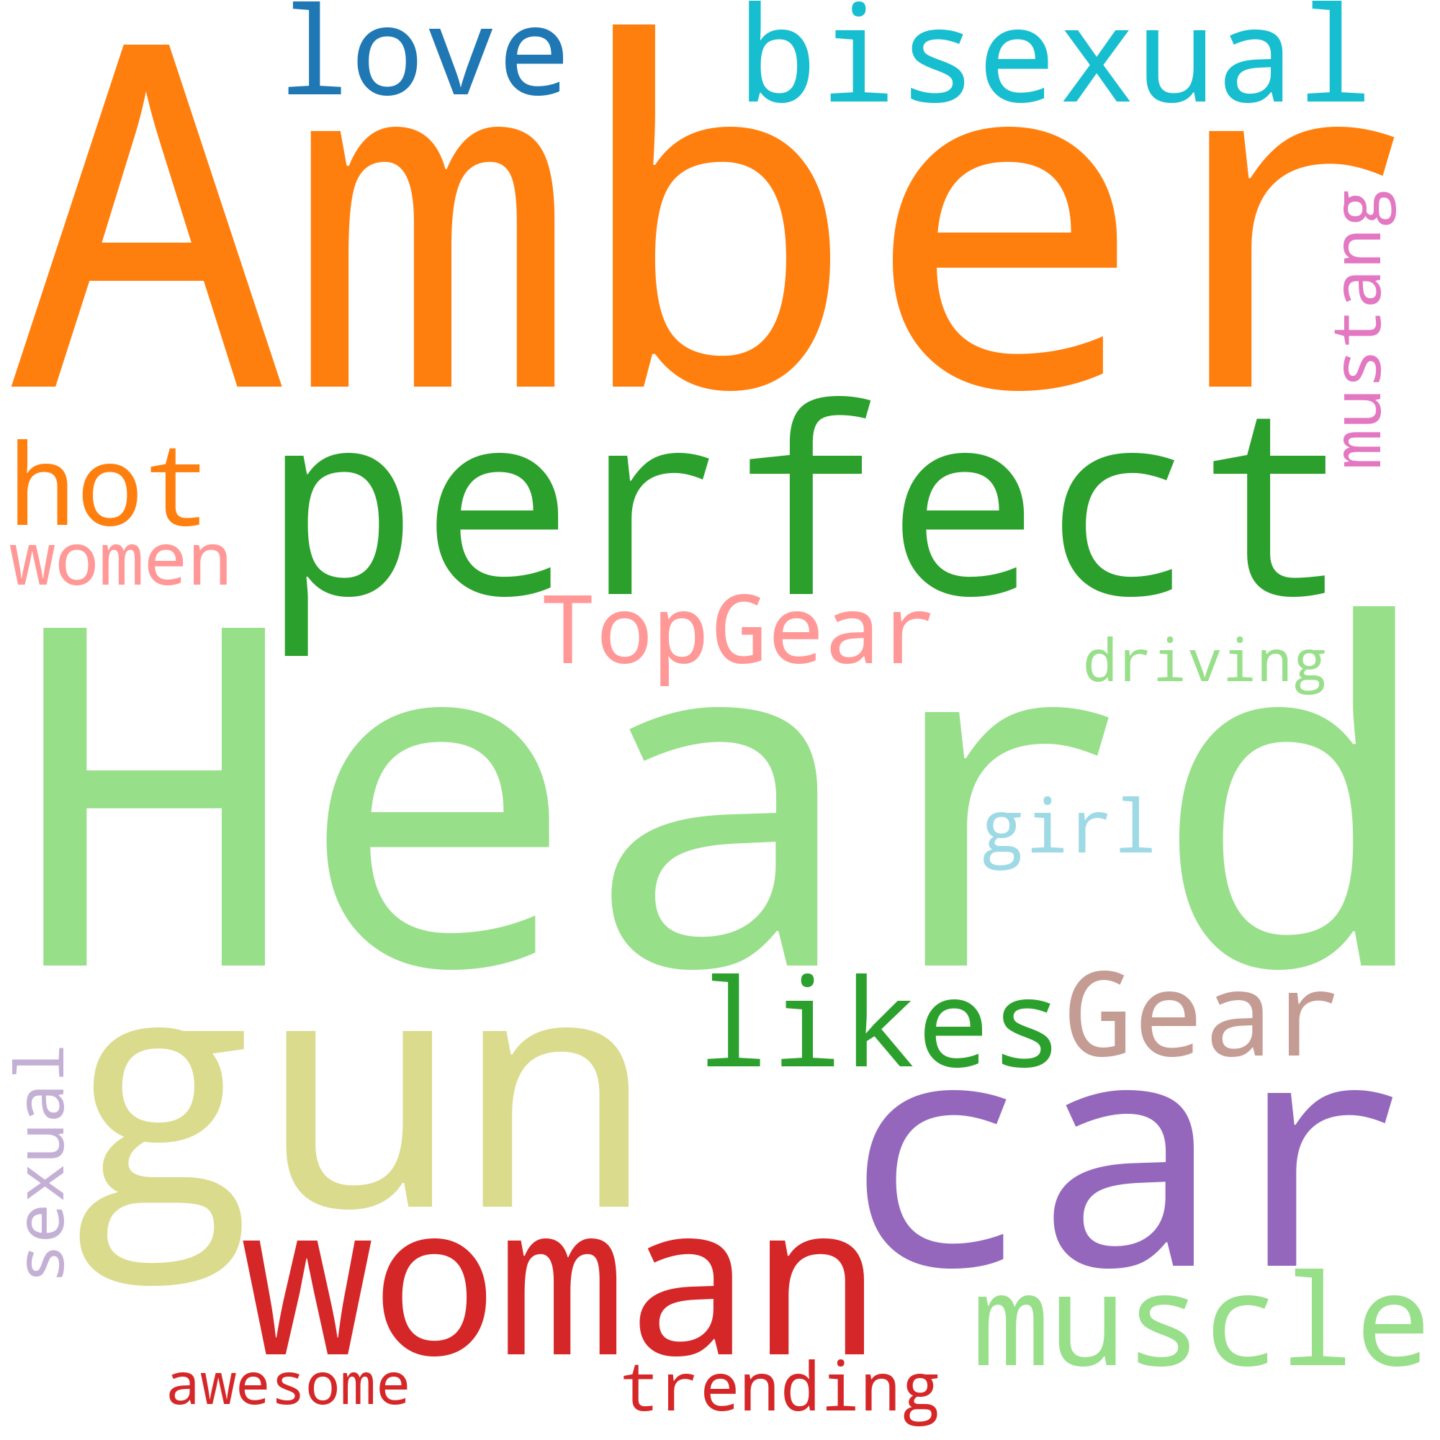 love
bisexual
Amber
mustang
hot
perfect
women
TopGear
driving
Heard
girl
likes
Gear
sexual
gun
car
woman
muscle
awesome
trending